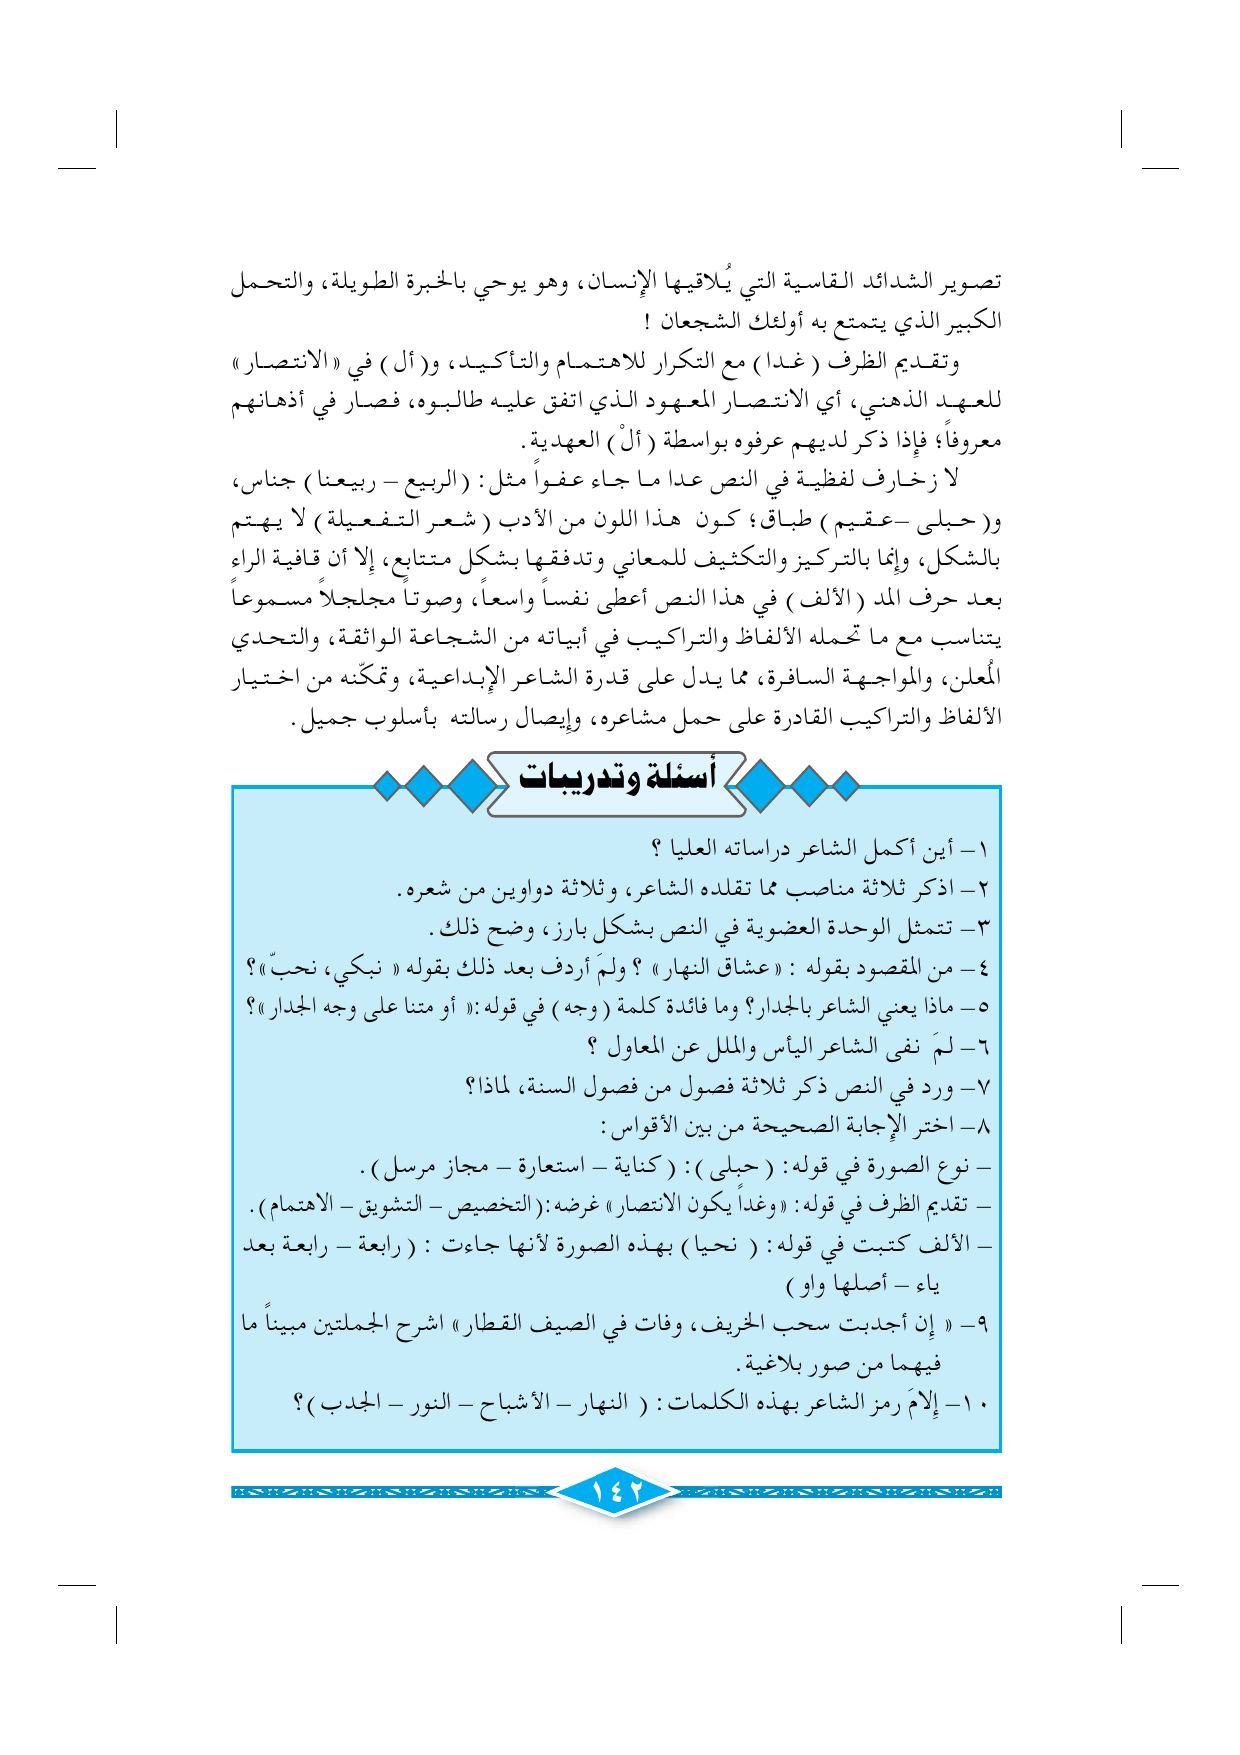 تصوير الشدائد القاسية التي يُلاقيها الإِنسان، وهو يوحي بالخبرة الطويلة، والتحمل
الكبير الذي يتمتع به أولئك الشجعان !
وتقديم الظرف ( غدا ) مع التكرار للاهتمام والتأكيد، و( أل ) في « الانتصار »
للعهد الذهني، أي الانتصار المعهود الذي اتفق عليه طالبوه، فصار في أذهانهم
معروفاً؛ فإِذا ذكر لديهم عرفوه بواسطة ( ألْ ) العهدية .
لا زخارف لفظية في النص عدا ما جاء عفواً مثل : ( الربيع – ربيعنا ) جناس،
و( حبلى –عقيم ) طباق؛ كون هذا اللون من الأدب ( شعر التفعيلة ) لا يهتم
بالشكل، وإِنما بالتركيز والتكثيف للمعاني وتدفقها بشكل متتابع، إِلا أن قافية الراء
بعد حرف المد ( الألف ) في هذا النص أعطى نفساً واسعاً، وصوتاً مجلجلاً مسموعاً
يتناسب مع ما تحمله الألفاظ والتراكيب في أبياته من الشجاعة الواثقة، والتحدي
المُعلن، والمواجهة السافرة، مما يدل على قدرة الشاعر الإِبداعية، وتمكّنه من اختيار
الألفاظ والتراكيب القادرة على حمل مشاعره، وإِيصال رسالته بأسلوب جميل .
أسئلة وتدريبات
١– أين أكمل الشاعر دراساته العليا ؟
٢– اذكر ثلاثة مناصب مما تقلده الشاعر، وثلاثة دواوين من شعره .
٣– تتمثل الوحدة العضوية في النص بشكل بارز، وضح ذلك .
٤– من المقصود بقوله : « عشاق النهار » ؟ ولمَ أردف بعد ذلك بقوله « نبكي، نحبّ »؟
٥– ماذا يعني الشاعر بالجدار؟ وما فائدة كلمة ( وجه ) في قوله :« أو متنا على وجه الجدار »؟
٦– لمَ نفى الشاعر اليأس والملل عن المعاول ؟
٧– ورد في النص ذكر ثلاثة فصول من فصول السنة، لماذا؟
٨– اختر الإِجابة الصحيحة من بين الأقواس :
– نوع الصورة في قوله : ( حبلى ) : ( كناية – استعارة – مجاز مرسل ) .
– تقديم الظرف في قوله : « وغداً يكون الانتصار » غرضه :( التخصيص – التشويق – الاهتمام ) .
– الألف كتبت في قوله : ( نحيا ) بهذه الصورة لأنها جاءت : ( رابعة – رابعة بعد
ياء – أصلها واو )
٩– « إِن أجدبت سحب الخريف، وفات في الصيف القطار » اشرح الجملتين مبيناً ما
فيهما من صور بلاغية .
١٠– إِلامَ رمز الشاعر بهذه الكلمات : ( النهار – الأشباح – النور – الجدب )؟
١٤٢